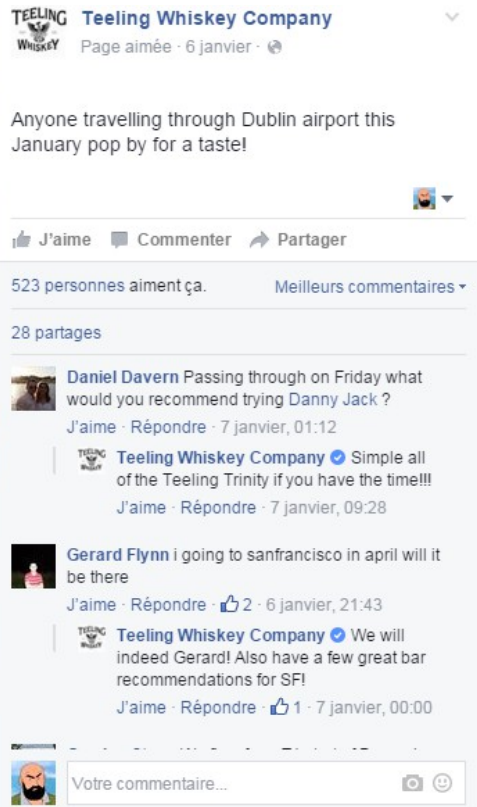 TEELING
WHISKEY
Teeling Whiskey Company
Page aimée · 6 janvier ·
Anyone travelling through Dublin airport this
January pop by for a taste!
J'aime Commenter Partager
523 personnes aiment ça. Meilleurs commentaires
28 partages
Daniel Davern Passing through on Friday what
would you recommend trying Danny Jack ?
J'aime · Répondre · 7 janvier, 01:12
TEELING
WHISKEY
Teeling Whiskey Company Simple all
of the Teeling Trinity if you have the time!!!
J'aime · Répondre · 7 janvier, 09:28
Gerard Flynn i going to sanfrancisco in april will it
be there
J'aime · Répondre · 2 · 6 janvier, 21:43
TEELING
WHISKEY
Teeling Whiskey Company We will
indeed Gerard! Also have a few great bar
recommendations for SF!
J'aime · Répondre · 1 · 7 janvier, 00:00
Votre commentaire...